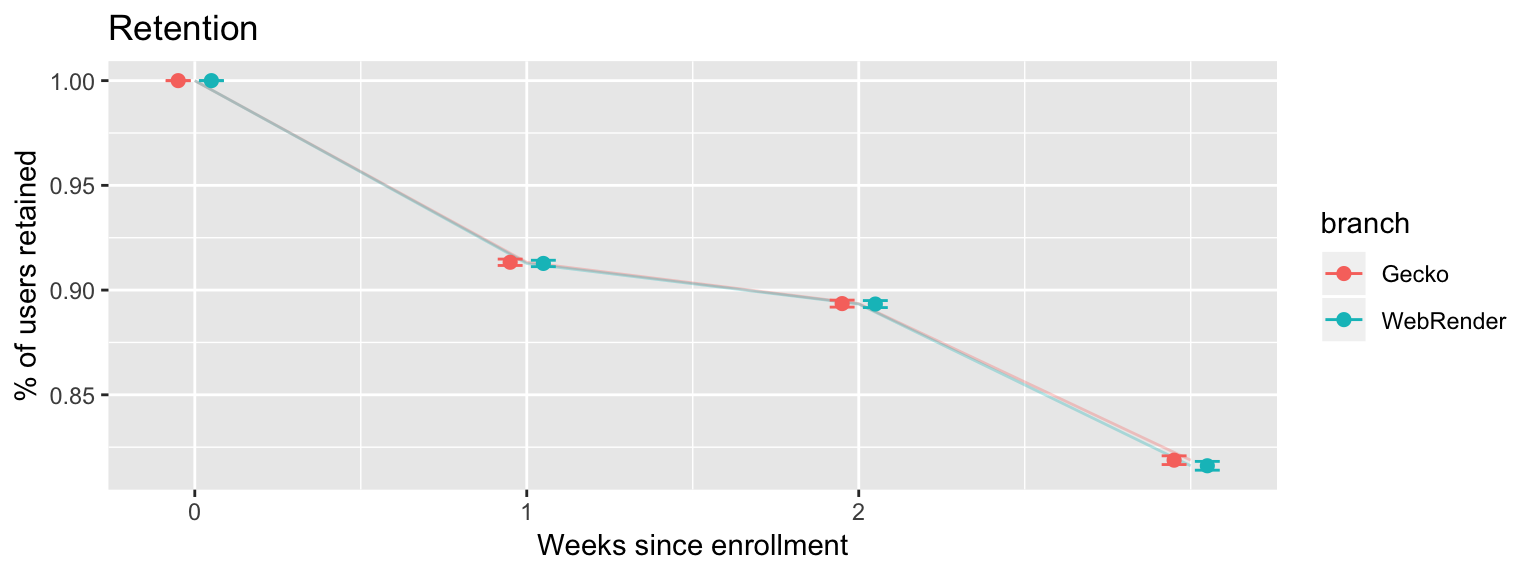 Retention
% of users retained
1.00
0.95
0.90
0.85
0
1
2
Weeks since enrollment
branch
Gecko
WebRender